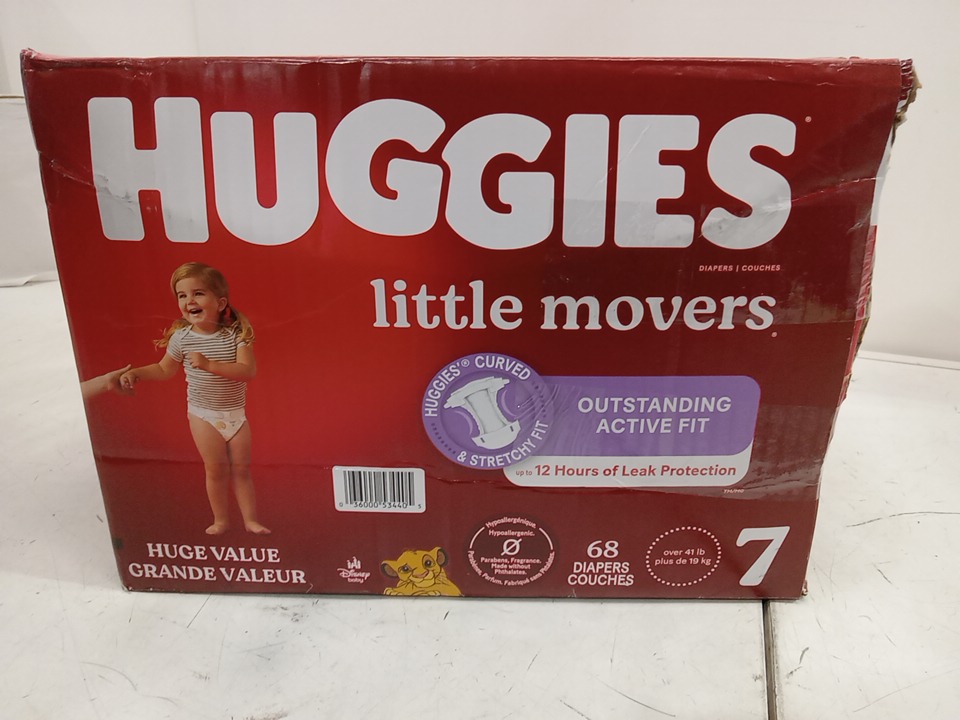 HUGGIES®
DIAPERS | COUCHES
little movers®
HUGGIES'® CURVED
& STRETCHY FIT
OUTSTANDING
ACTIVE FIT
up to 12 Hours of Leak Protection
0 36000 53440 5
HUGE VALUE
GRANDE VALEUR
Disney
baby
Hypoallergénique.
Hypoallergenic.
Parabens, Fragrance.
Made without
Phthalates.
68
DIAPERS
COUCHES
over 41 lb
plus de 19 kg
7